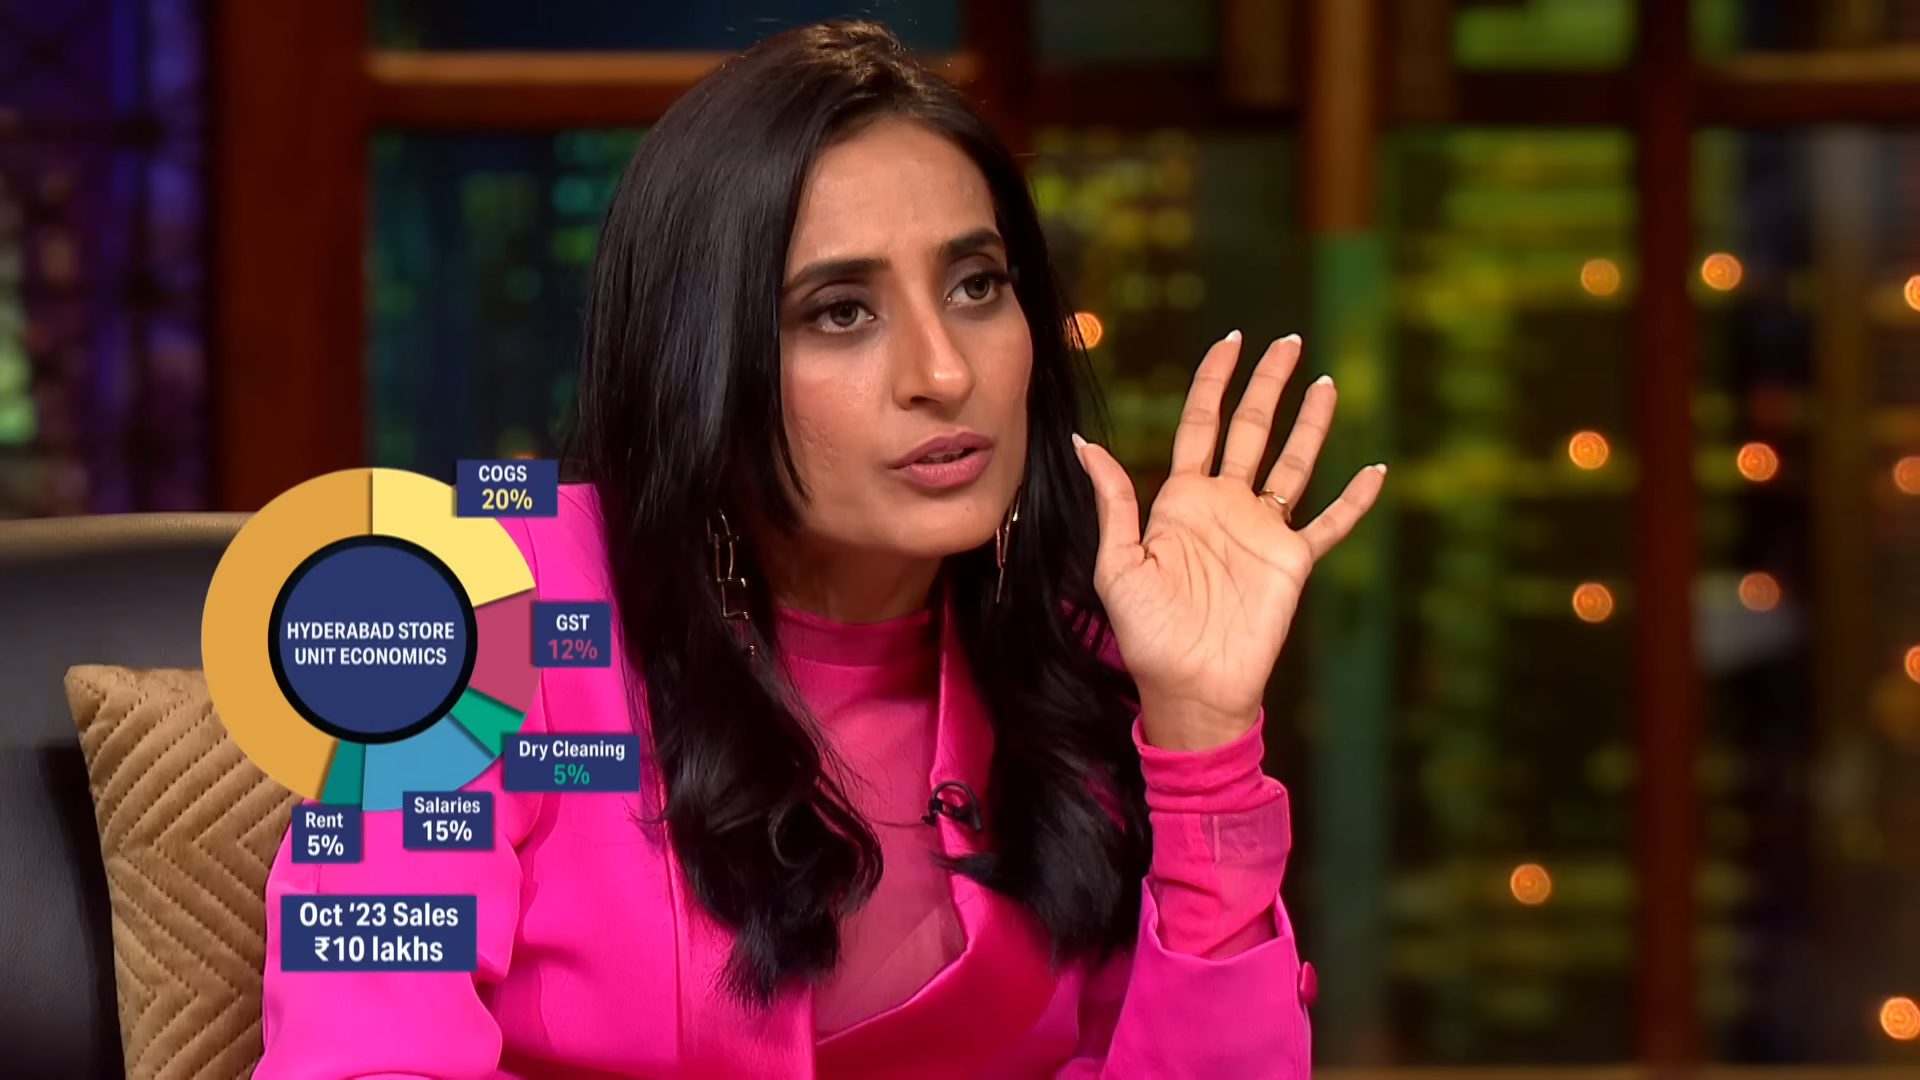 COGS
20%
HYDERABAD STORE
UNIT ECONOMICS
GST
12%
Dry Cleaning
5%
Salaries
15%
Rent
5%
Oct '23 Sales
₹10 lakhs